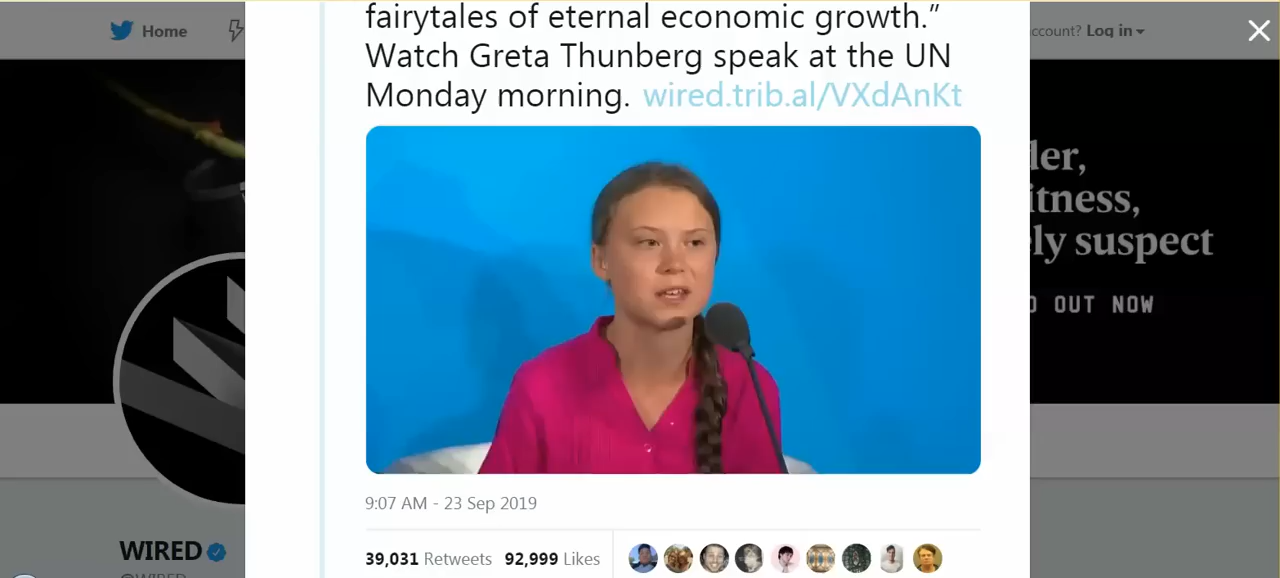 Home
fairytales of eternal economic growth.”
Watch Greta Thunberg speak at the UN
Monday morning. wired.trib.al/VXdAnKt
9:07 AM - 23 Sep 2019
39,031 Retweets 92,999 Likes
WIRED
@WIRED
ccount? Log in
der,
itness,
ly suspect
OUT NOW